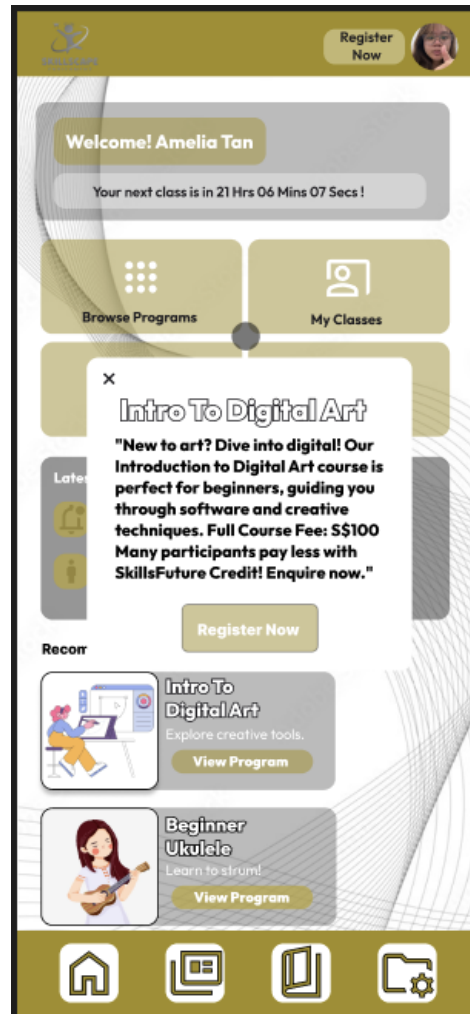 SKILLSCAPE
Register
Now
Welcome! Amelia Tan
Your next class is in 21 Hrs 06 Mins 07 Secs !
Browse Programs
My Classes
×
Intro To Digital Art
"New to art? Dive into digital! Our
Introduction to Digital Art course is
perfect for beginners, guiding you
through software and creative
techniques. Full Course Fee: S$100
Many participants pay less with
SkillsFuture Credit! Enquire now."
Register Now
Late
Recom
Intro To
Digital Art
Explore creative tools.
View Program
Beginner
Ukulele
Learn to strum!
View Program